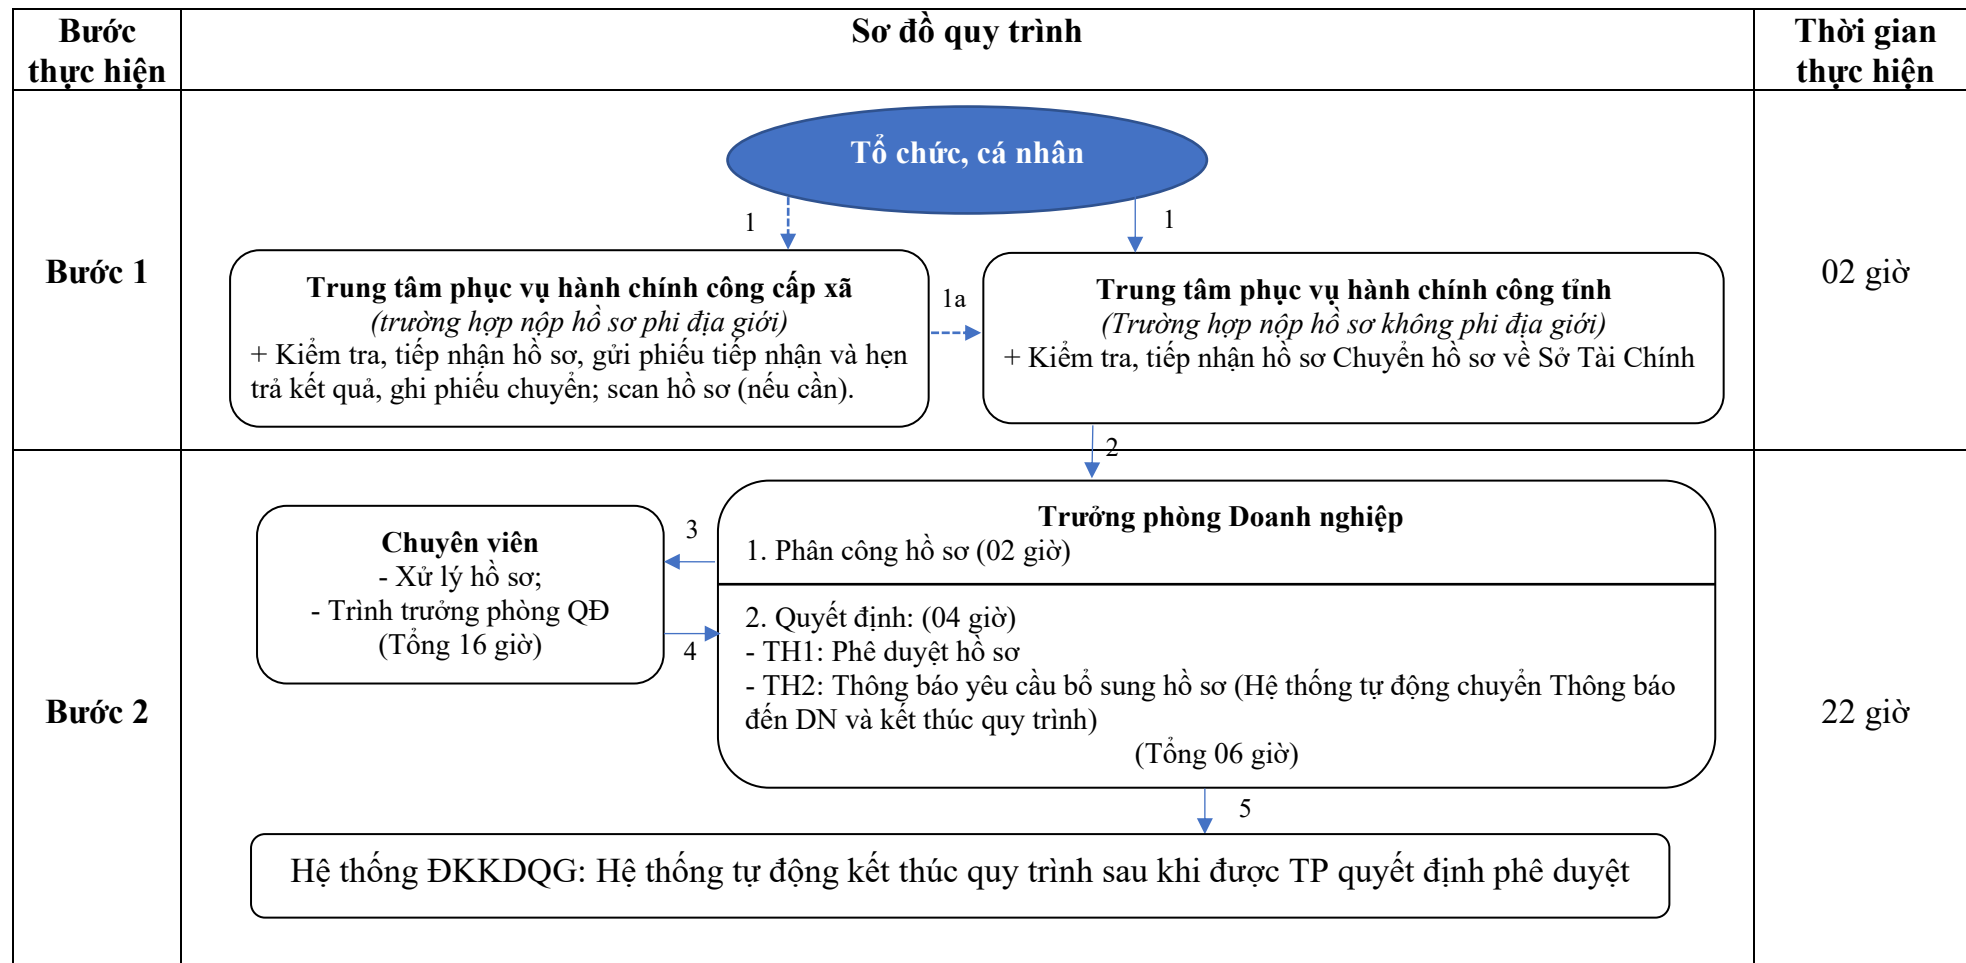 Bước
thực hiện
Sơ đồ quy trình
Thời gian
thực hiện
Bước 1
Tổ chức, cá nhân
1
1
Trung tâm phục vụ hành chính công cấp xã
(trường hợp nộp hồ sơ phi địa giới)
+ Kiểm tra, tiếp nhận hồ sơ, gửi phiếu tiếp nhận và hẹn
trả kết quả, ghi phiếu chuyển; scan hồ sơ (nếu cần).
1a
Trung tâm phục vụ hành chính công tỉnh
(Trường hợp nộp hồ sơ không phi địa giới)
+ Kiểm tra, tiếp nhận hồ sơ Chuyển hồ sơ về Sở Tài Chính
02 giờ
2
Bước 2
Chuyên viên
- Xử lý hồ sơ;
- Trình trưởng phòng QĐ
(Tổng 16 giờ)
3
4
Trưởng phòng Doanh nghiệp
1. Phân công hồ sơ (02 giờ)
2. Quyết định: (04 giờ)
- TH1: Phê duyệt hồ sơ
- TH2: Thông báo yêu cầu bổ sung hồ sơ (Hệ thống tự động chuyển Thông báo
đến DN và kết thúc quy trình)
(Tổng 06 giờ)
22 giờ
5
Hệ thống ĐKKDQG: Hệ thống tự động kết thúc quy trình sau khi được TP quyết định phê duyệt